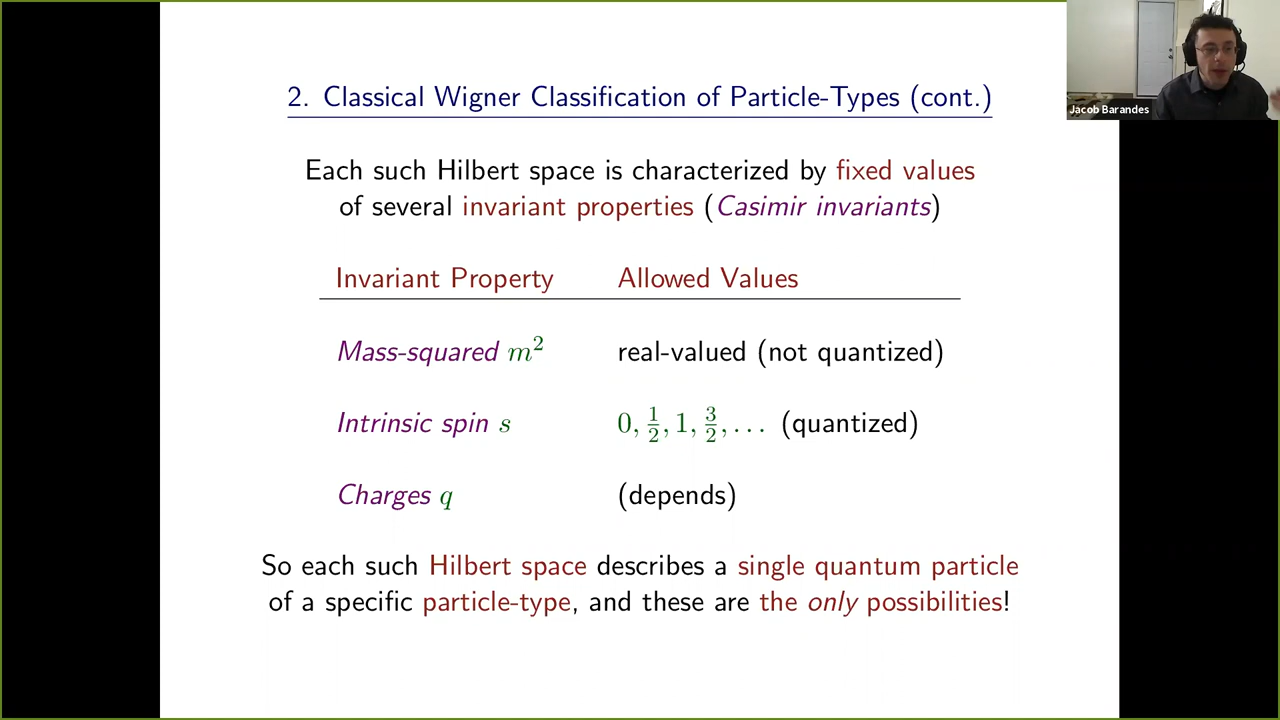 Jacob Barandes
2. Classical Wigner Classification of Particle-Types (cont.)
Each such Hilbert space is characterized by fixed values
of several invariant properties (Casimir invariants)
Invariant Property Allowed Values
Mass-squared m² real-valued (not quantized)
Intrinsic spin s 0, 1/2, 1, 3/2, ... (quantized)
Charges q (depends)
So each such Hilbert space describes a single quantum particle
of a specific particle-type, and these are the only possibilities!